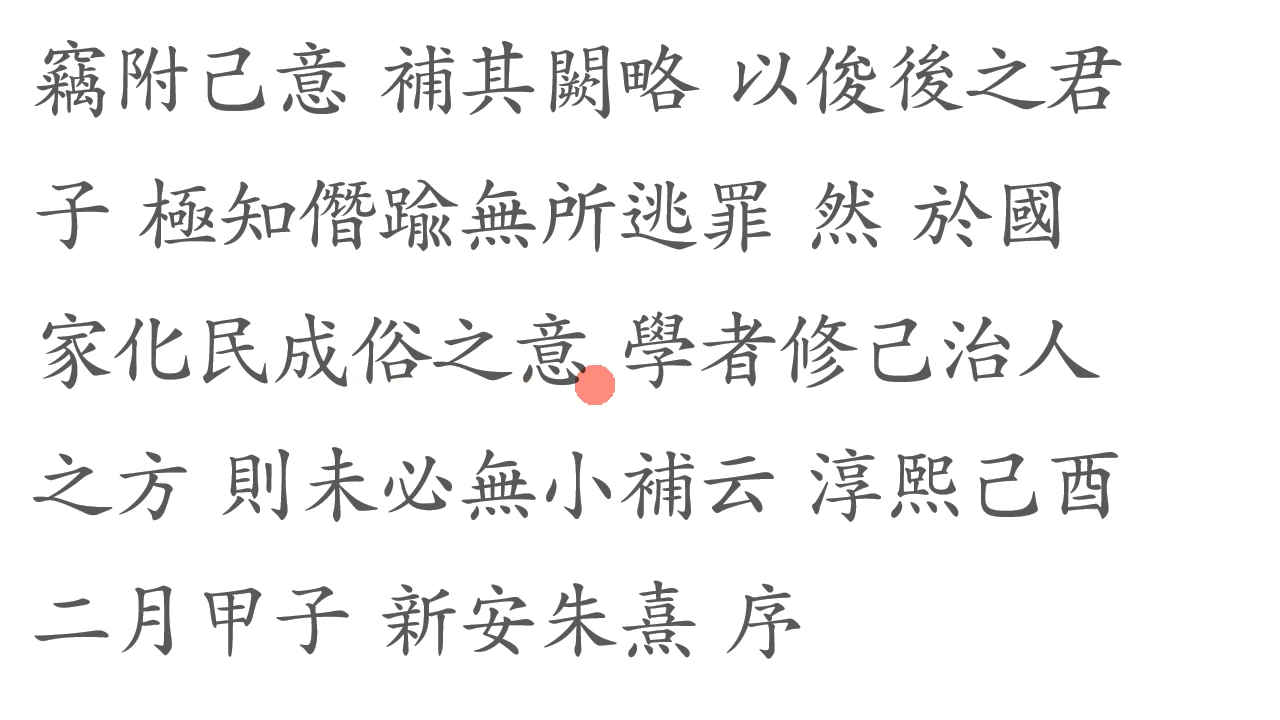 竊附己意 補其闕略 以俊後之君
子 極知僭踰無所逃罪 然 於國
家化民成俗之意 學者修己治人
之方 則未必無小補云 淳熙己酉
二月甲子 新安朱熹 序